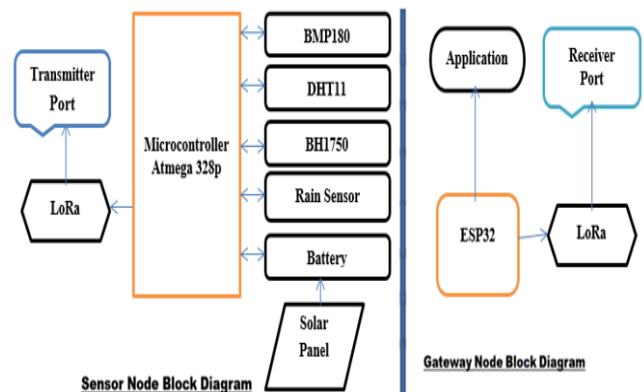 Transmitter
Port
LoRa
Microcontroller
Atmega 328p
BMP180
DHT11
BH1750
Rain Sensor
Battery
Solar
Panel
Sensor Node Block Diagram
Application
Receiver
Port
ESP32
LoRa
Gateway Node Block Diagram